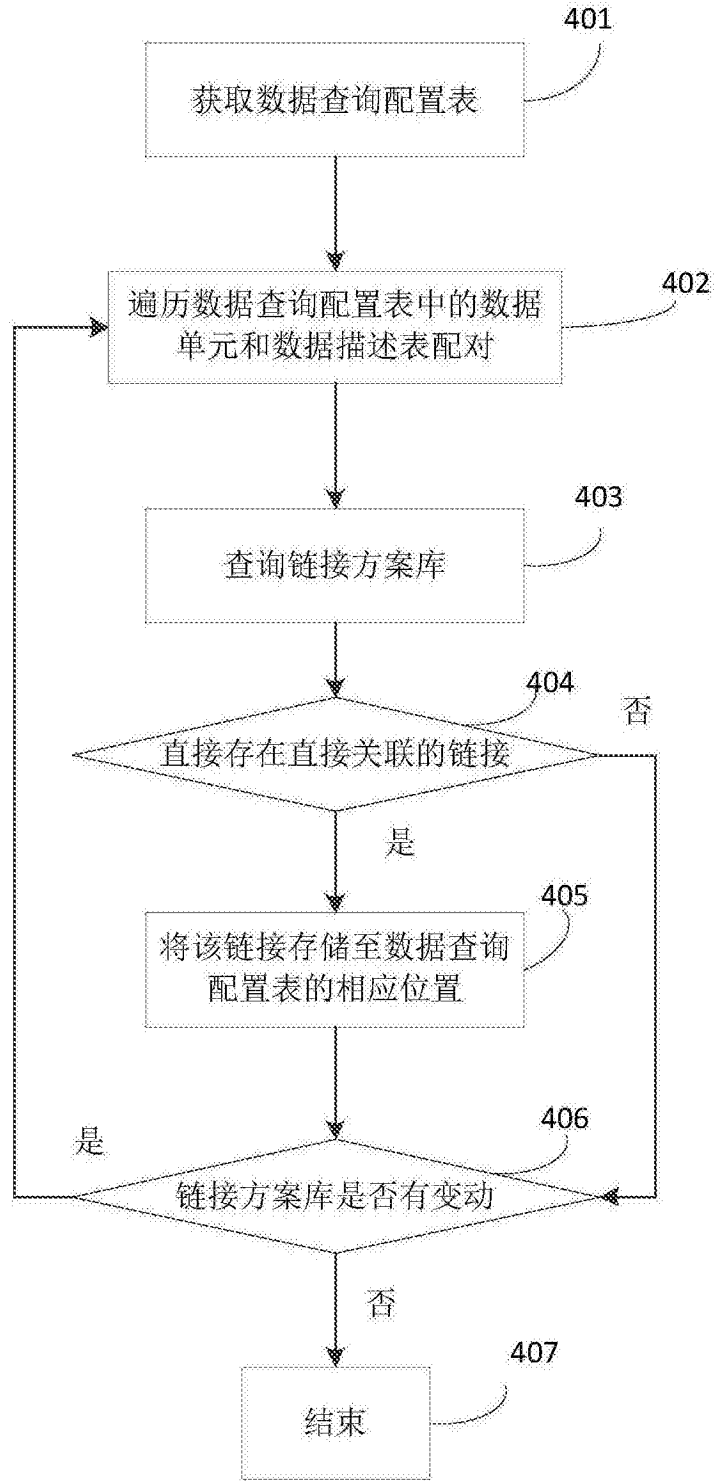 401
获取数据查询配置表
402
遍历数据查询配置表中的数据
单元和数据描述表配对
403
查询链接方案库
404
否
直接存在直接关联的链接
是
405
将该链接存储至数据查询
配置表的相应位置
406
是
链接方案库是否有变动
否
407
结束